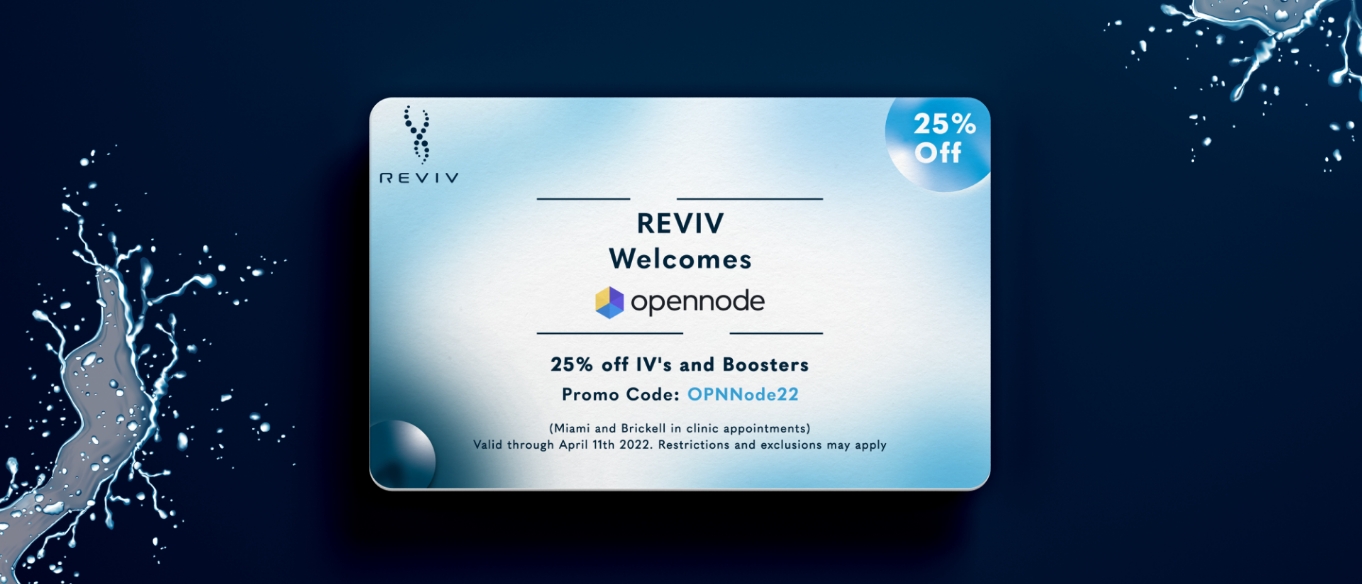 REVIV
25%
Off
REVIV
Welcomes
opennode
25% off IV's and Boosters
Promo Code: OPNNode22
(Miami and Brickell in clinic appointments)
Valid through April 11th 2022. Restrictions and exclusions may apply